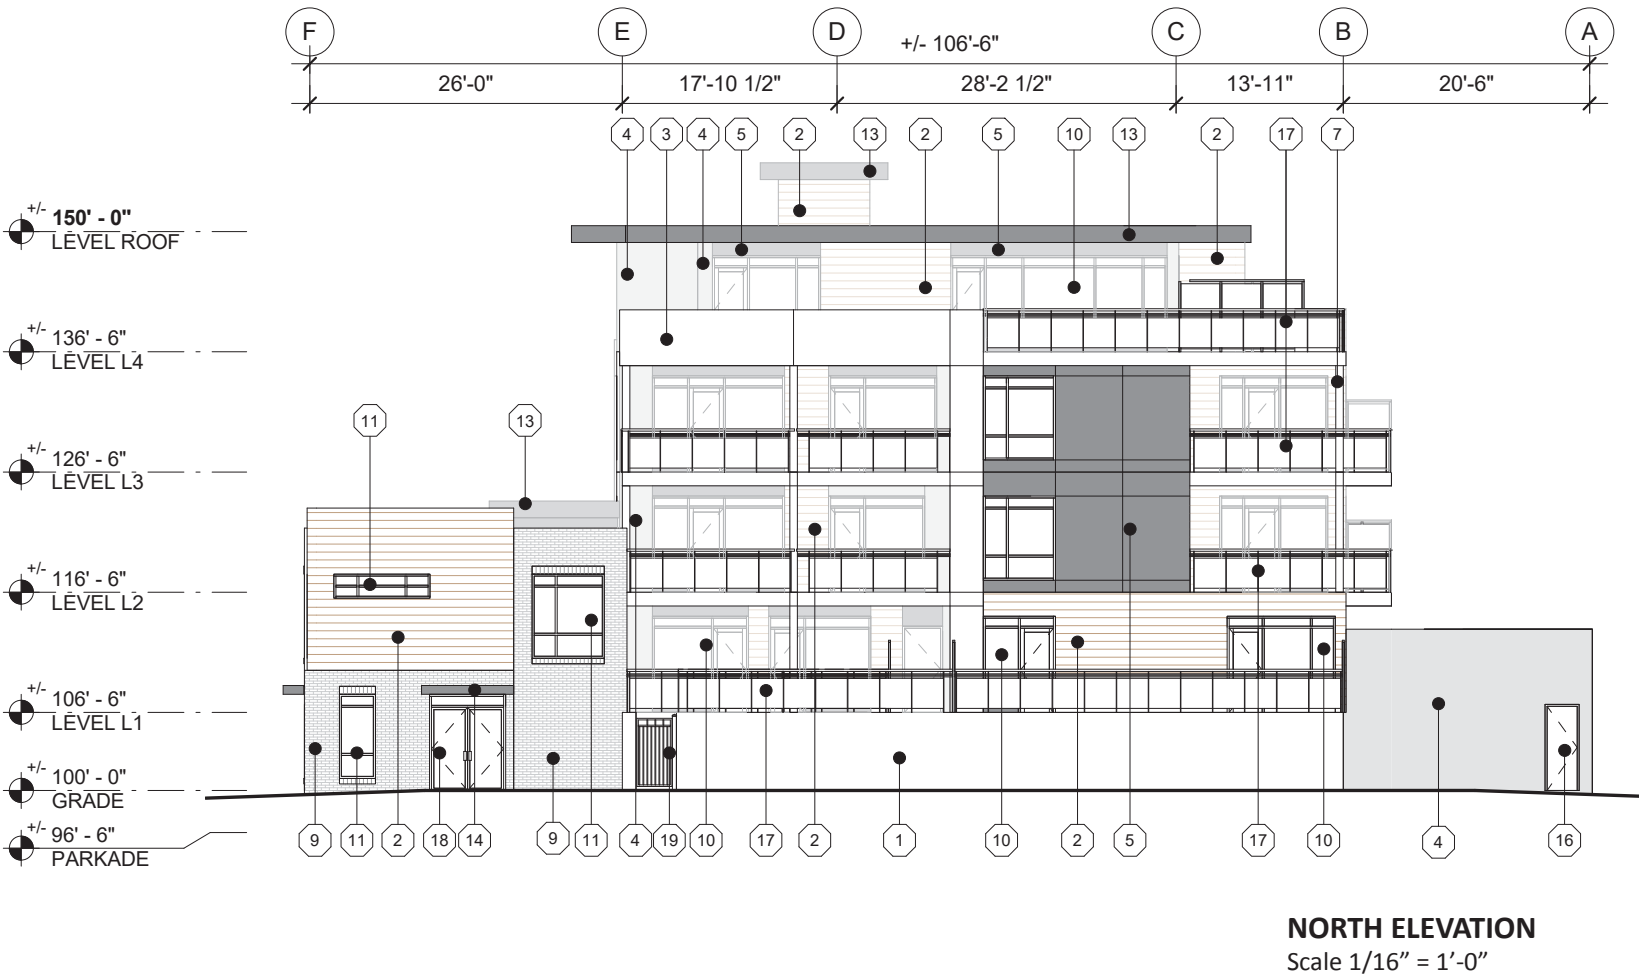 F E D C B A
+/- 106'-6"
26'-0" 17'-10 1/2" 28'-2 1/2" 13'-11" 20'-6"
4 3 4 5 2 13 2 5 10 13 2 17 7
+/- 150' - 0"
LEVEL ROOF
+/- 136' - 6"
LEVEL L4
11 13
+/- 126' - 6"
LEVEL L3
+/- 116' - 6"
LEVEL L2
+/- 106' - 6"
LEVEL L1
+/- 100' - 0"
GRADE
+/- 96' - 6"
PARKADE
9 11 2 18 14 9 11 4 19 10 17 2 1 10 2 5 17 10 4 16
NORTH ELEVATION
Scale 1/16” = 1’-0”